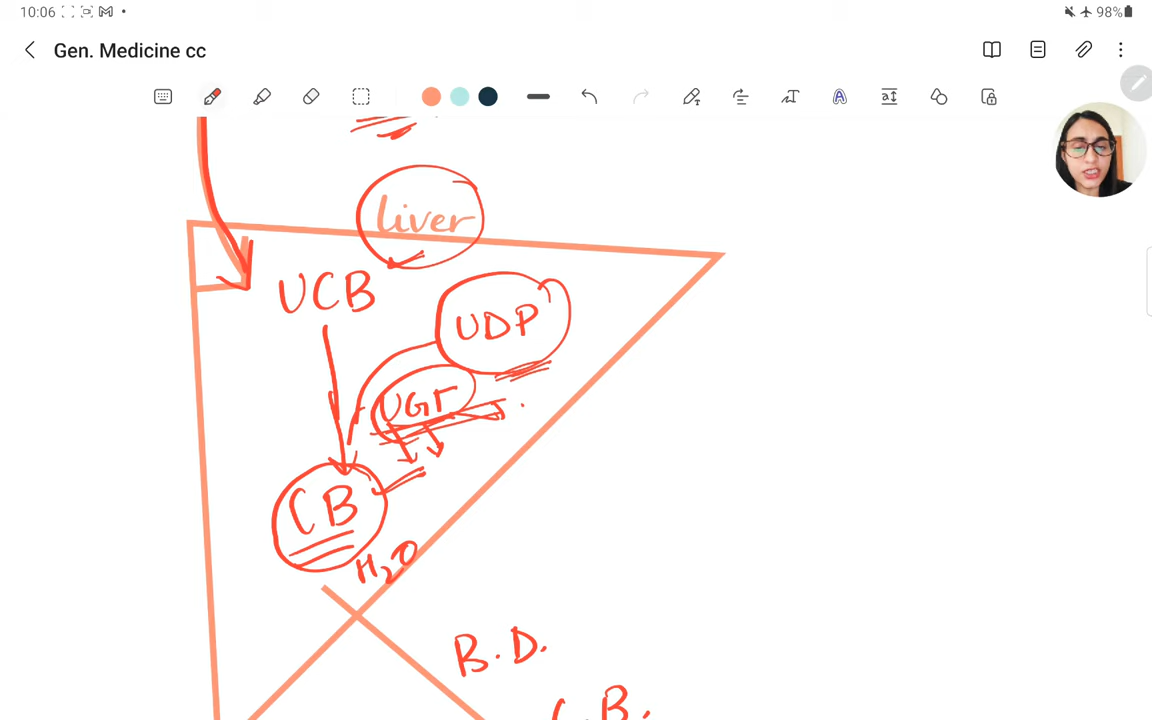 10:06 98%
Gen. Medicine cc
liver
UCB
UDP
UGT
CB
H2O
B.D.
C.B.